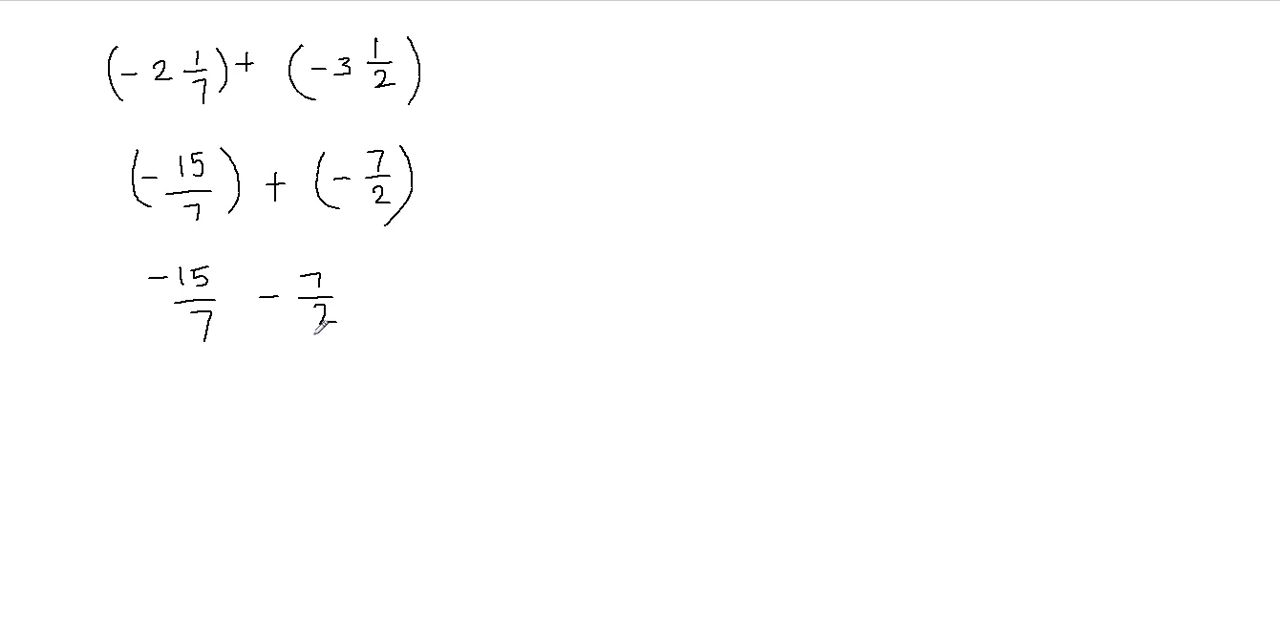 (-2 1/7) + (-3 1/2)
(-15/7) + (-7/2)
-15/7 - 7/2